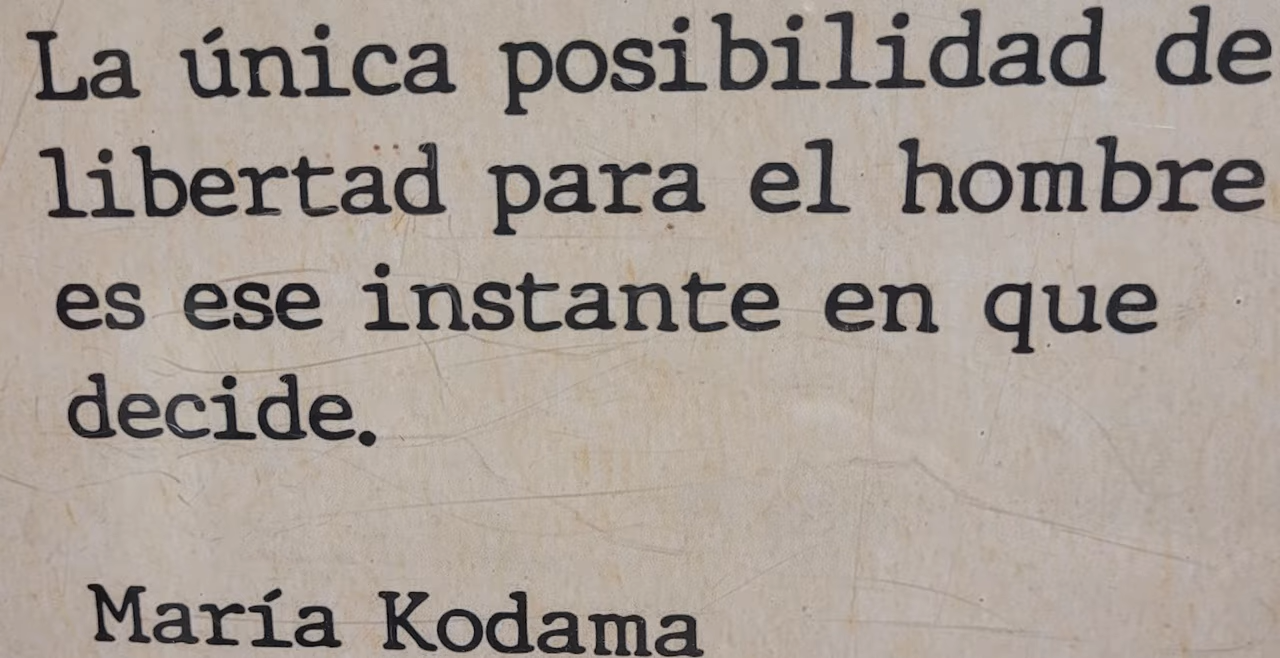 La única posibilidad de
libertad para el hombre
es ese instante en que
decide.
María Kodama